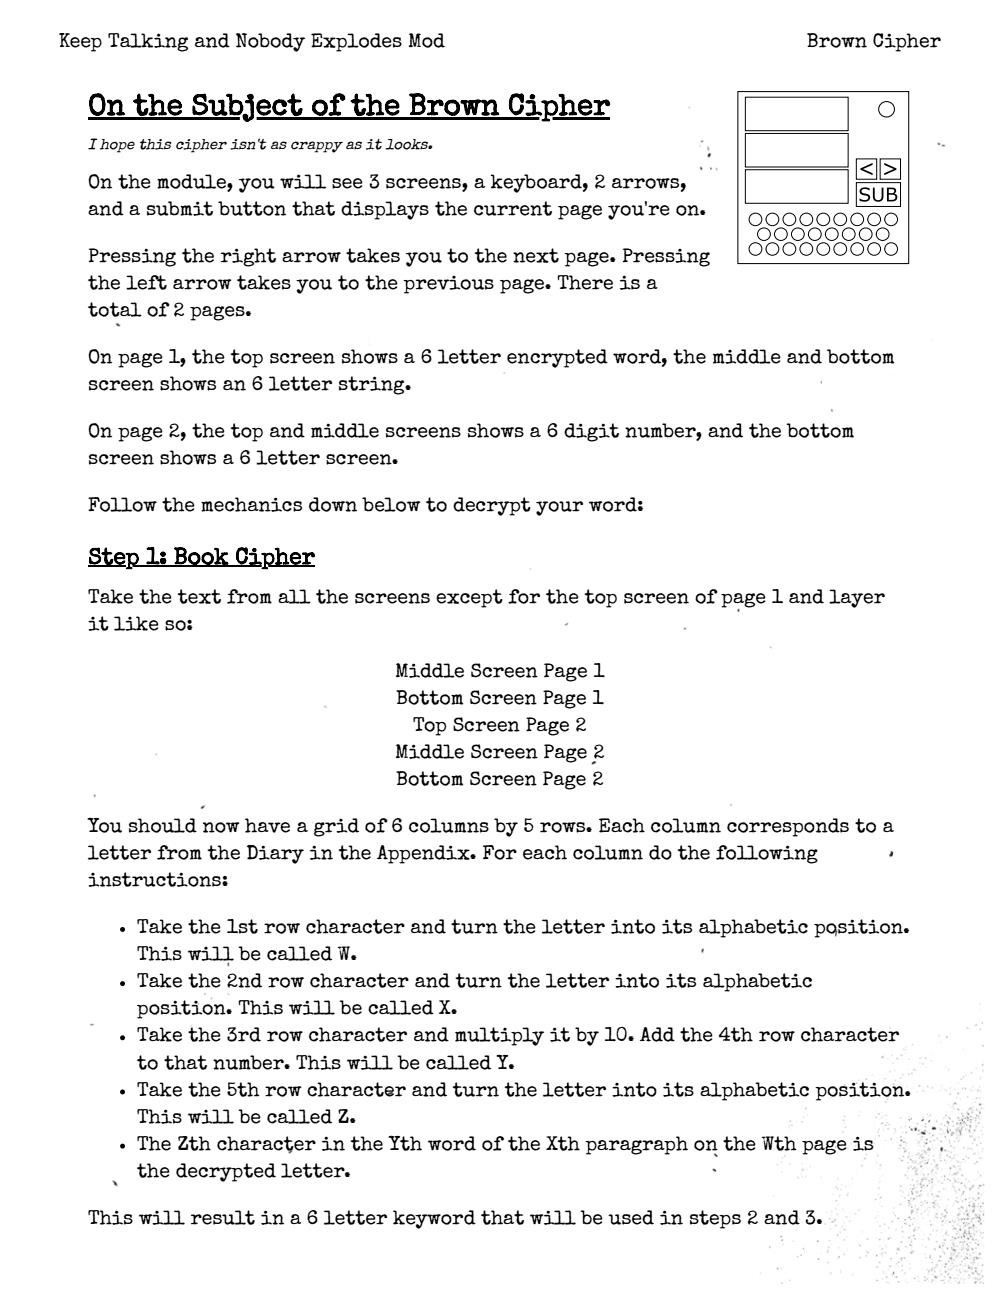 Keep Talking and Nobody Explodes Mod
Brown Cipher
On the Subject of the Brown Cipher
I hope this cipher isn't as crappy as it looks.
On the module, you will see 3 screens, a keyboard, 2 arrows,
and a submit button that displays the current page you're on.
< >
SUB
Pressing the right arrow takes you to the next page. Pressing
the left arrow takes you to the previous page. There is a
total of 2 pages.
On page 1, the top screen shows a 6 letter encrypted word, the middle and bottom
screen shows an 6 letter string.
On page 2, the top and middle screens shows a 6 digit number, and the bottom
screen shows a 6 letter screen.
Follow the mechanics down below to decrypt your word:
Step 1: Book Cipher
Take the text from all the screens except for the top screen of page 1 and layer
it like so:
Middle Screen Page 1
Bottom Screen Page 1
Top Screen Page 2
Middle Screen Page 2
Bottom Screen Page 2
You should now have a grid of 6 columns by 5 rows. Each column corresponds to a
letter from the Diary in the Appendix. For each column do the following
instructions:
• Take the 1st row character and turn the letter into its alphabetic position.
This will be called W.
• Take the 2nd row character and turn the letter into its alphabetic
position. This will be called X.
• Take the 3rd row character and multiply it by 10. Add the 4th row character
to that number. This will be called Y.
• Take the 5th row character and turn the letter into its alphabetic position.
This will be called Z.
• The Zth character in the Yth word of the Xth paragraph on the Wth page is
the decrypted letter.
This will result in a 6 letter keyword that will be used in steps 2 and 3.